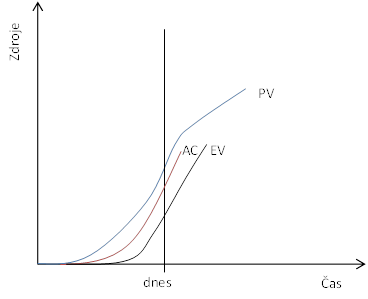 Zdroje
PV
AC
EV
dnes
Čas